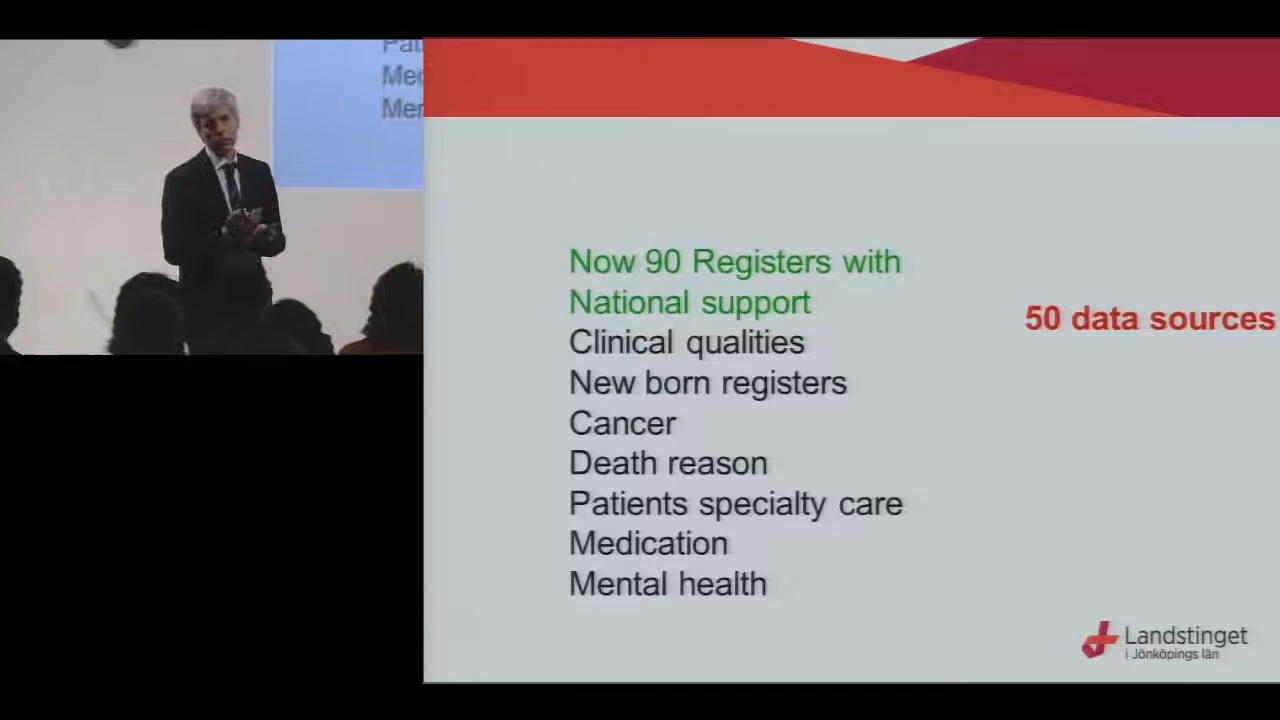 Now 90 Registers with
National support
Clinical qualities
New born registers
Cancer
Death reason
Patients specialty care
Medication
Mental health
50 data sources
Landstinget
i Jönköpings län